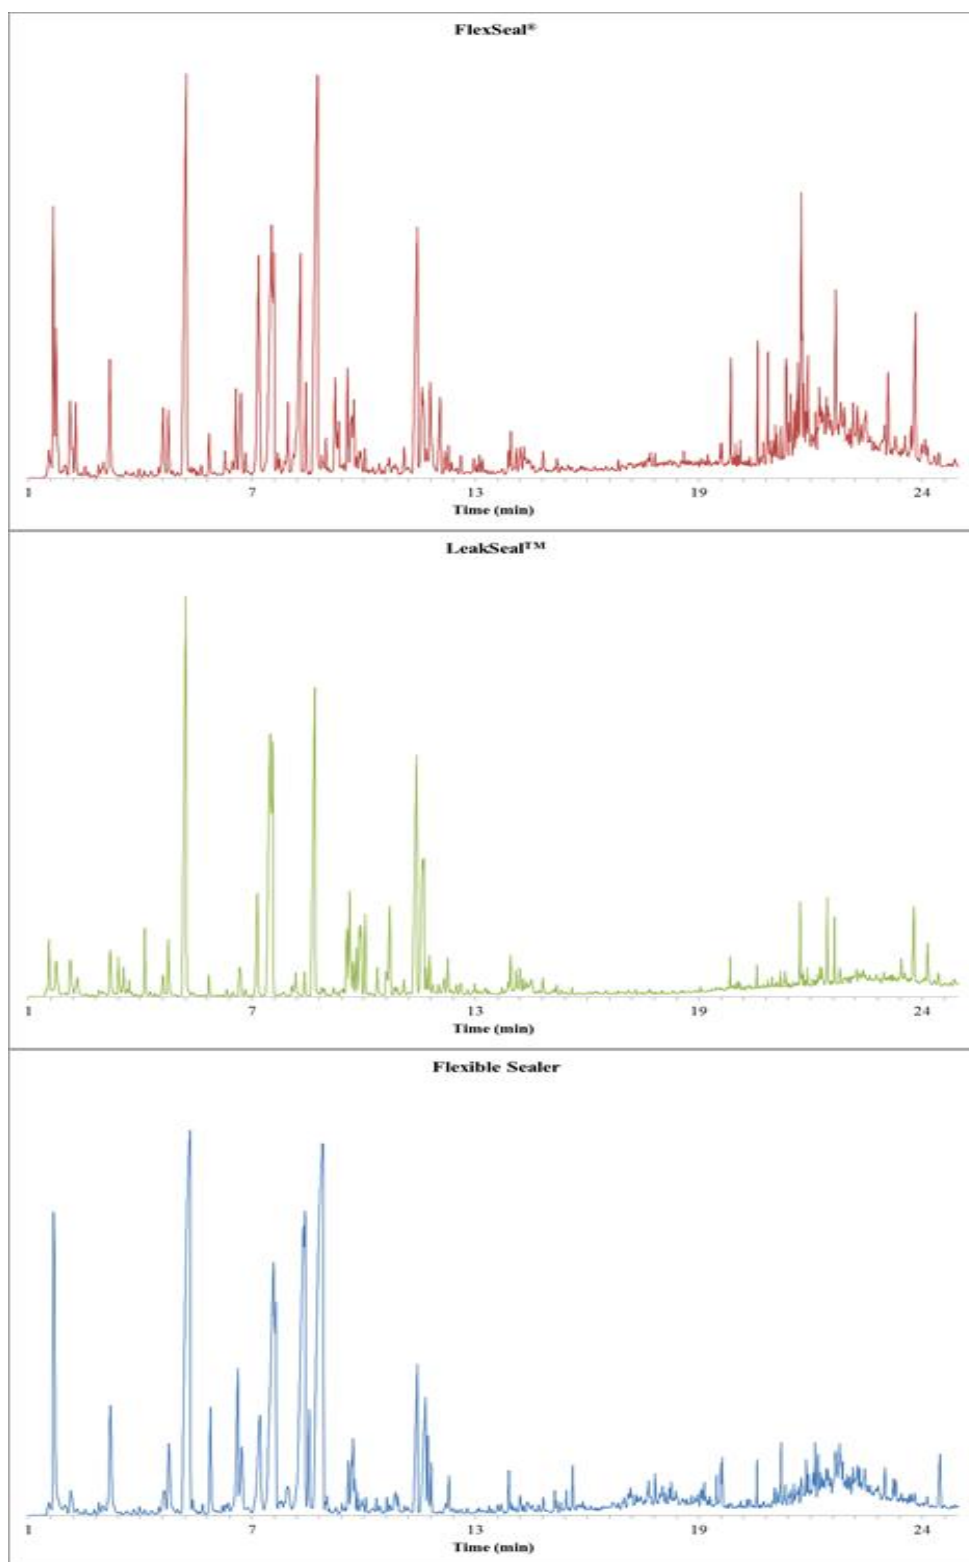 FlexSeal®
1 7 13 19 24
Time (min)
LeakSeal™
1 7 13 19 24
Time (min)
Flexible Sealer
1 7 13 19 24
Time (min)